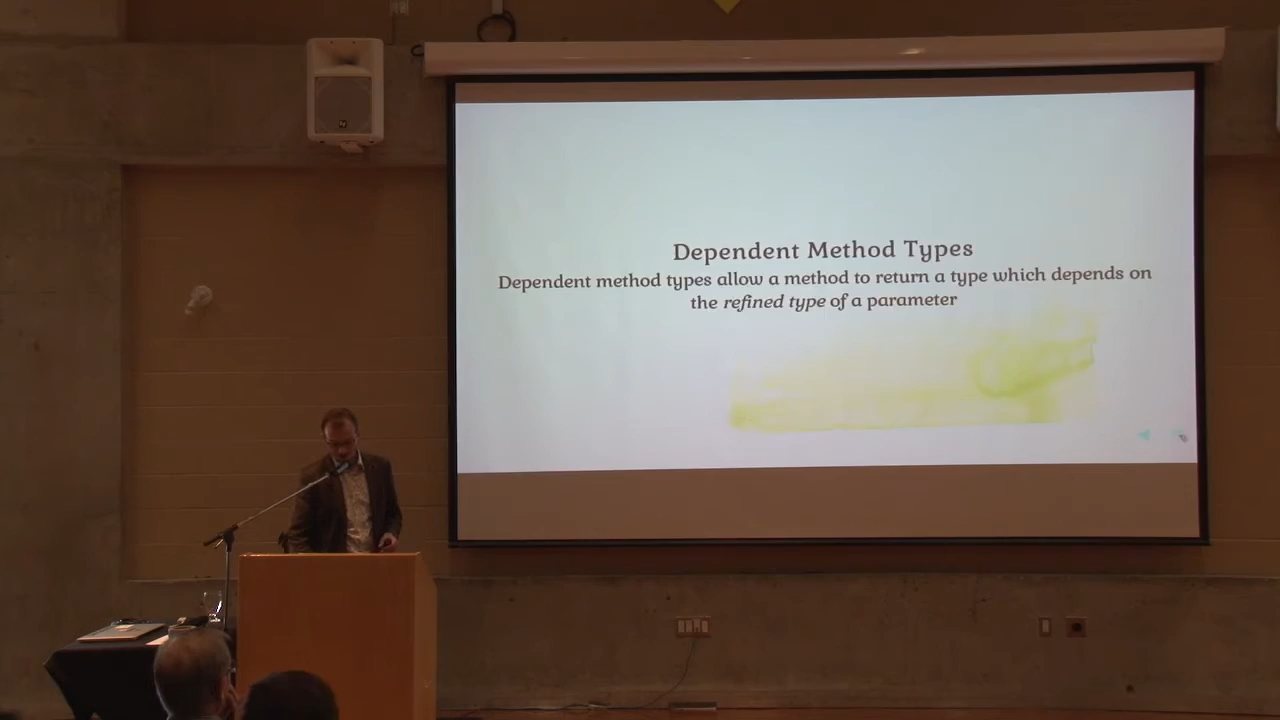 Dependent Method Types
Dependent method types allow a method to return a type which depends on
the refined type of a parameter